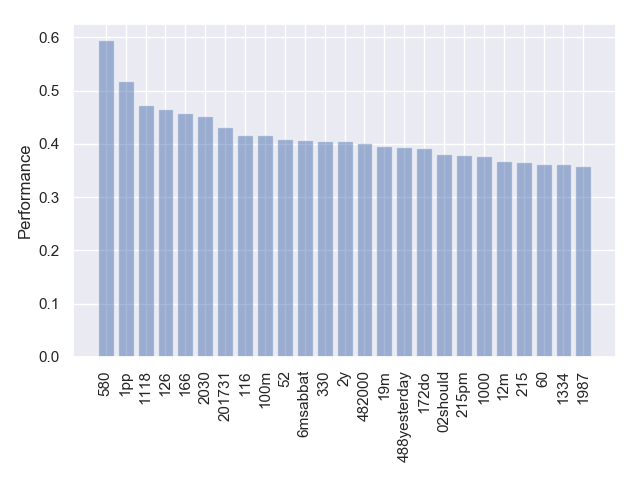 0.6
0.5
0.4
0.3
0.2
0.1
0.0
Performance
580
1pp
1118
126
166
2030
201731
116
100m
52
6msabbat
330
2y
482000
19m
488yesterday
172do
02should
215pm
1000
12m
215
60
1334
1987